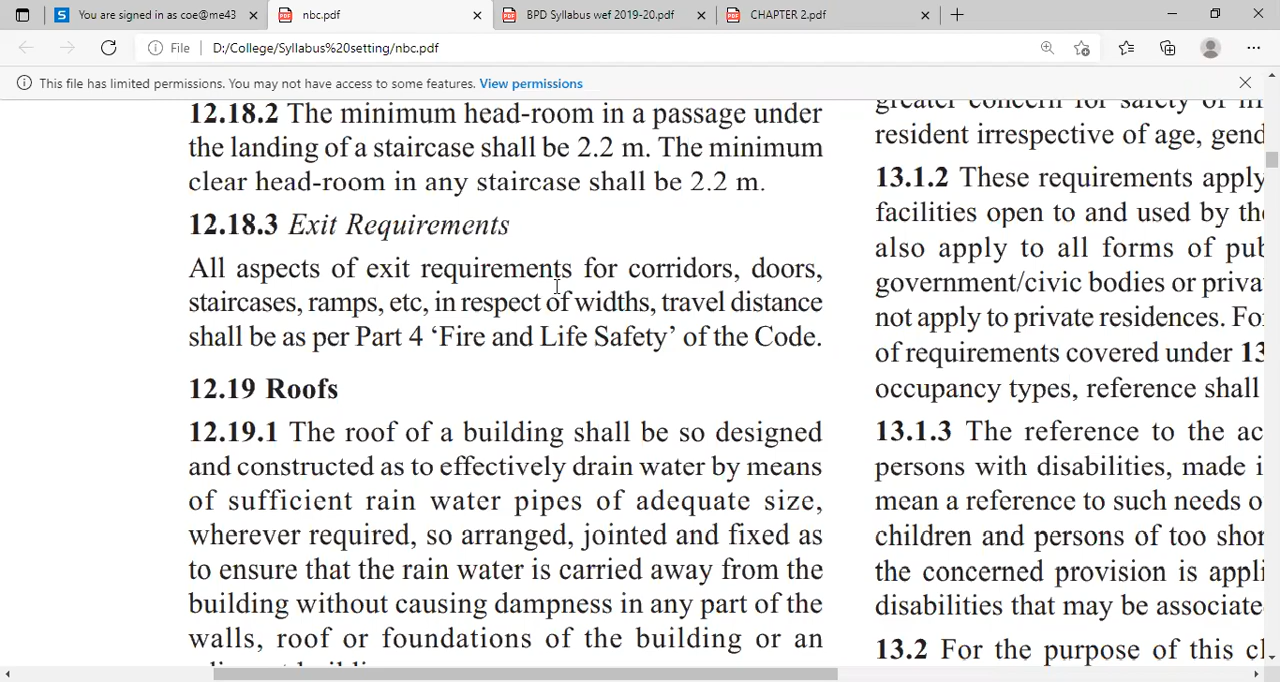 You are signed in as coe@me43
nbc.pdf
BPD Syllabus wef 2019-20.pdf
CHAPTER 2.pdf
File
D:/College/Syllabus%20setting/nbc.pdf
This file has limited permissions. You may not have access to some features. View permissions
12.18.2 The minimum head-room in a passage under
the landing of a staircase shall be 2.2 m. The minimum
clear head-room in any staircase shall be 2.2 m.
12.18.3 Exit Requirements
All aspects of exit requirements for corridors, doors,
staircases, ramps, etc, in respect of widths, travel distance
shall be as per Part 4 ‘Fire and Life Safety’ of the Code.
12.19 Roofs
12.19.1 The roof of a building shall be so designed
and constructed as to effectively drain water by means
of sufficient rain water pipes of adequate size,
wherever required, so arranged, jointed and fixed as
to ensure that the rain water is carried away from the
building without causing dampness in any part of the
walls, roof or foundations of the building or an
greater concern for safety of
resident irrespective of age, gend
13.1.2 These requirements apply
facilities open to and used by the
also apply to all forms of pub
government/civic bodies or priva
not apply to private residences. Fo
of requirements covered under 13
occupancy types, reference shall
13.1.3 The reference to the ac
persons with disabilities, made i
mean a reference to such needs o
children and persons of too shor
the concerned provision is appli
disabilities that may be associate
13.2 For the purpose of this cl